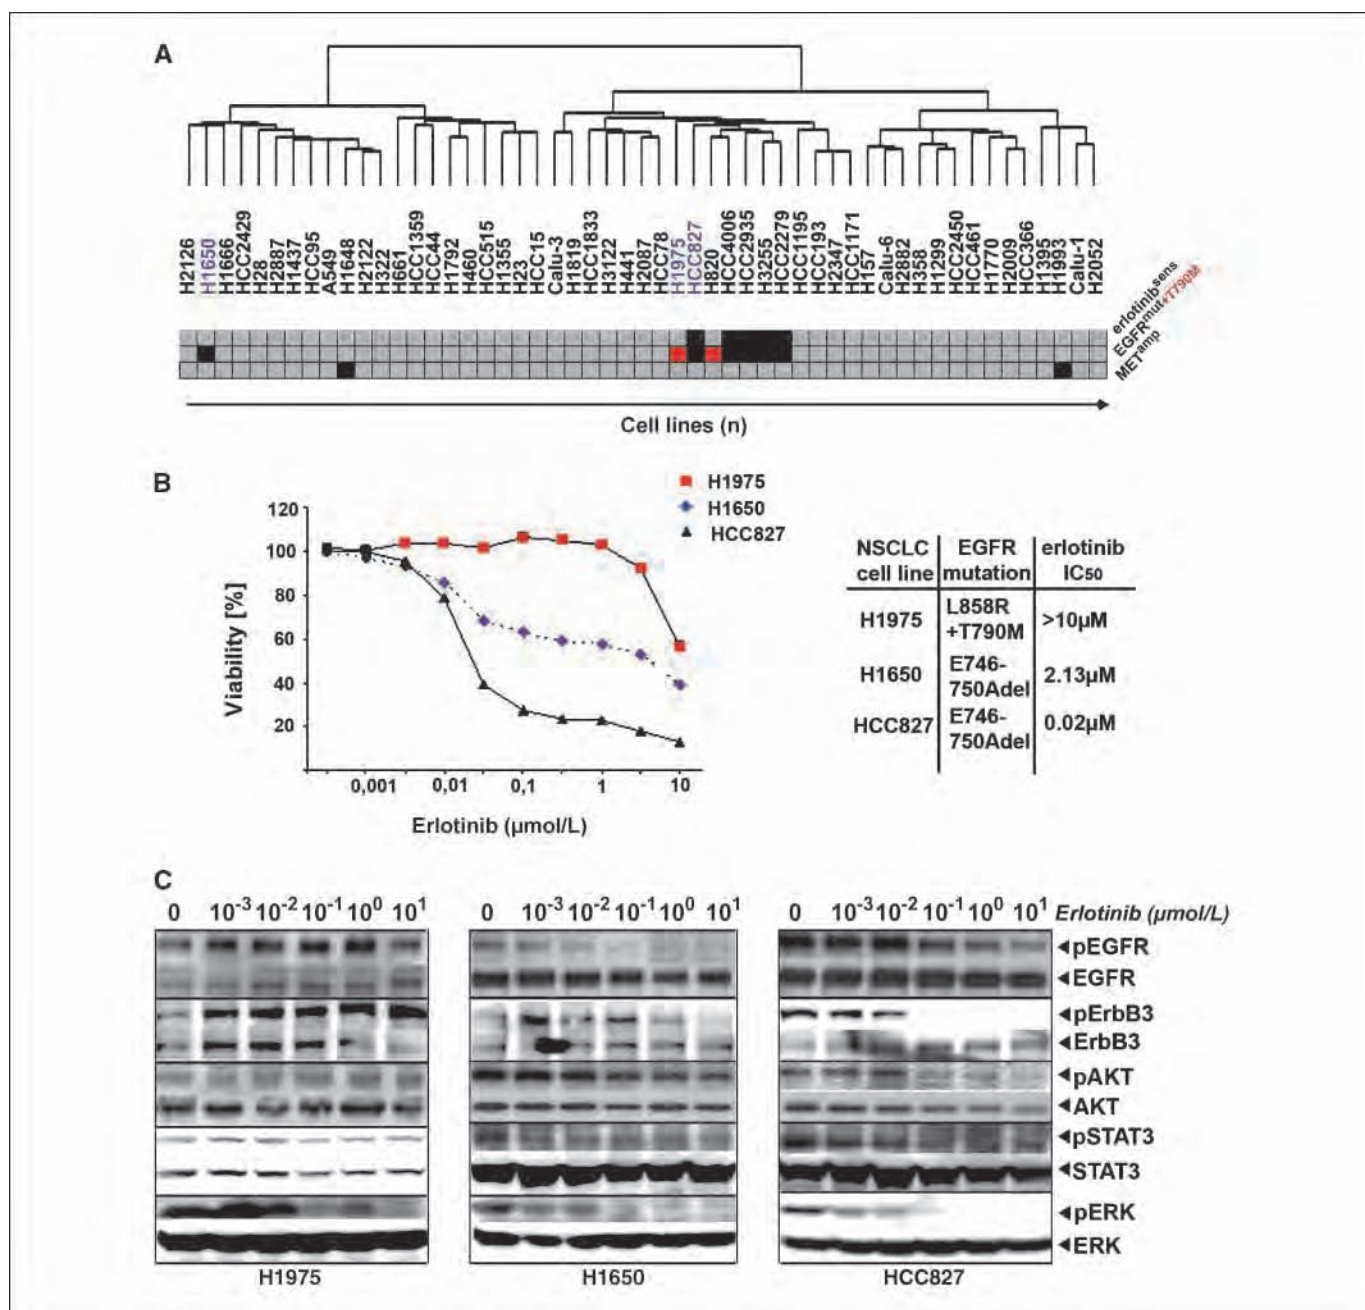 A
H2126
H1650
H1666
HCC2429
H28
H2887
H1437
HCC95
A549
H1648
H2122
H322
H661
HCC1359
HCC44
H1792
H460
HCC515
H1355
H23
HCC15
Calu-3
H1819
HCC1833
H3122
H441
H2087
HCC78
H1975
HCC827
H820
HCC4006
HCC2935
H3255
HCC2279
HCC1195
HCC193
H2347
HCC1171
H157
Calu-6
H2882
H358
H1299
HCC2450
HCC461
H1770
H2009
HCC366
H1395
H1993
Calu-1
H2052
erlotinibsens
EGFRmut+T790M
METamp
Cell lines (n)
B
H1975
H1650
HCC827
120
100
80
60
40
20
Viability [%]
0,001 0,01 0,1 1 10
Erlotinib (µmol/L)
NSCLC EGFR erlotinib
cell line mutation IC50
H1975 L858R +T790M >10µM
H1650 E746-750Adel 2.13µM
HCC827 E746-750Adel 0.02µM
C
0 10-3 10-2 10-1 100 101 0 10-3 10-2 10-1 100 101 0 10-3 10-2 10-1 100 101 Erlotinib (µmol/L)
pEGFR
EGFR
pErbB3
ErbB3
pAKT
AKT
pSTAT3
STAT3
pERK
ERK
H1975 H1650 HCC827